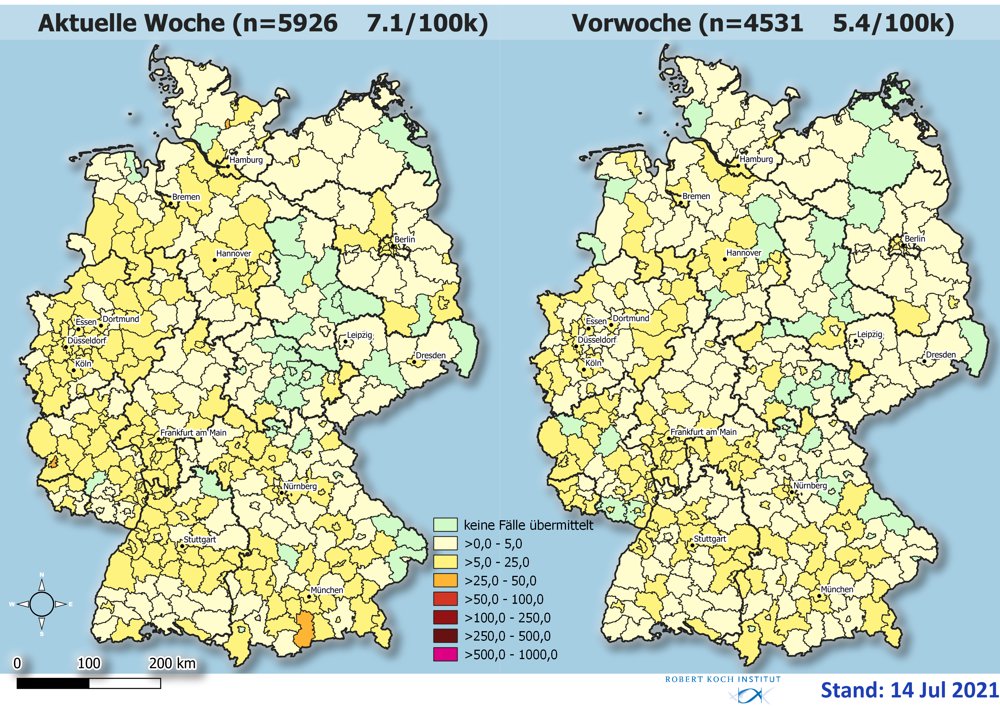 Aktuelle Woche (n=5926    7.1/100k)
Vorwoche (n=4531    5.4/100k)
Hamburg
Bremen
Berlin
Hannover
Essen
Dortmund
Düsseldorf
Leipzig
Köln
Dresden
Frankfurt am Main
Nürnberg
Stuttgart
München
Hamburg
Bremen
Berlin
Hannover
Essen
Dortmund
Düsseldorf
Leipzig
Köln
Dresden
Frankfurt am Main
Nürnberg
Stuttgart
München
keine Fälle übermittelt
>0,0 - 5,0
>5,0 - 25,0
>25,0 - 50,0
>50,0 - 100,0
>100,0 - 250,0
>250,0 - 500,0
>500,0 - 1000,0
N
W E
S
0 100 200 km
ROBERT KOCH INSTITUT
Stand: 14 Jul 2021